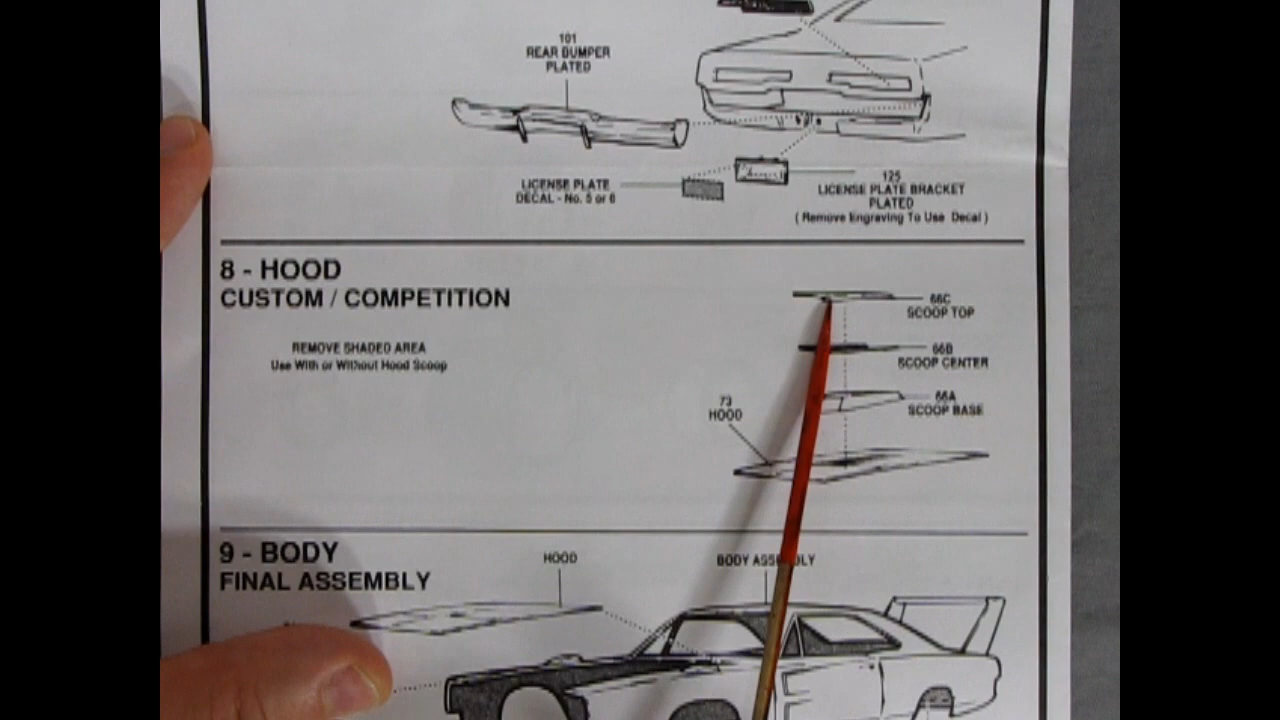 101
REAR BUMPER
PLATED
LICENSE PLATE
DECAL - No. 5 or 6
125
LICENSE PLATE BRACKET
PLATED
( Remove Engraving To Use Decal )
8 - HOOD
CUSTOM / COMPETITION
REMOVE SHADED AREA
Use With or Without Hood Scoop
66C
SCOOP TOP
66B
SCOOP CENTER
66A
SCOOP BASE
73
HOOD
9 - BODY
FINAL ASSEMBLY
HOOD
BODY ASSEMBLY